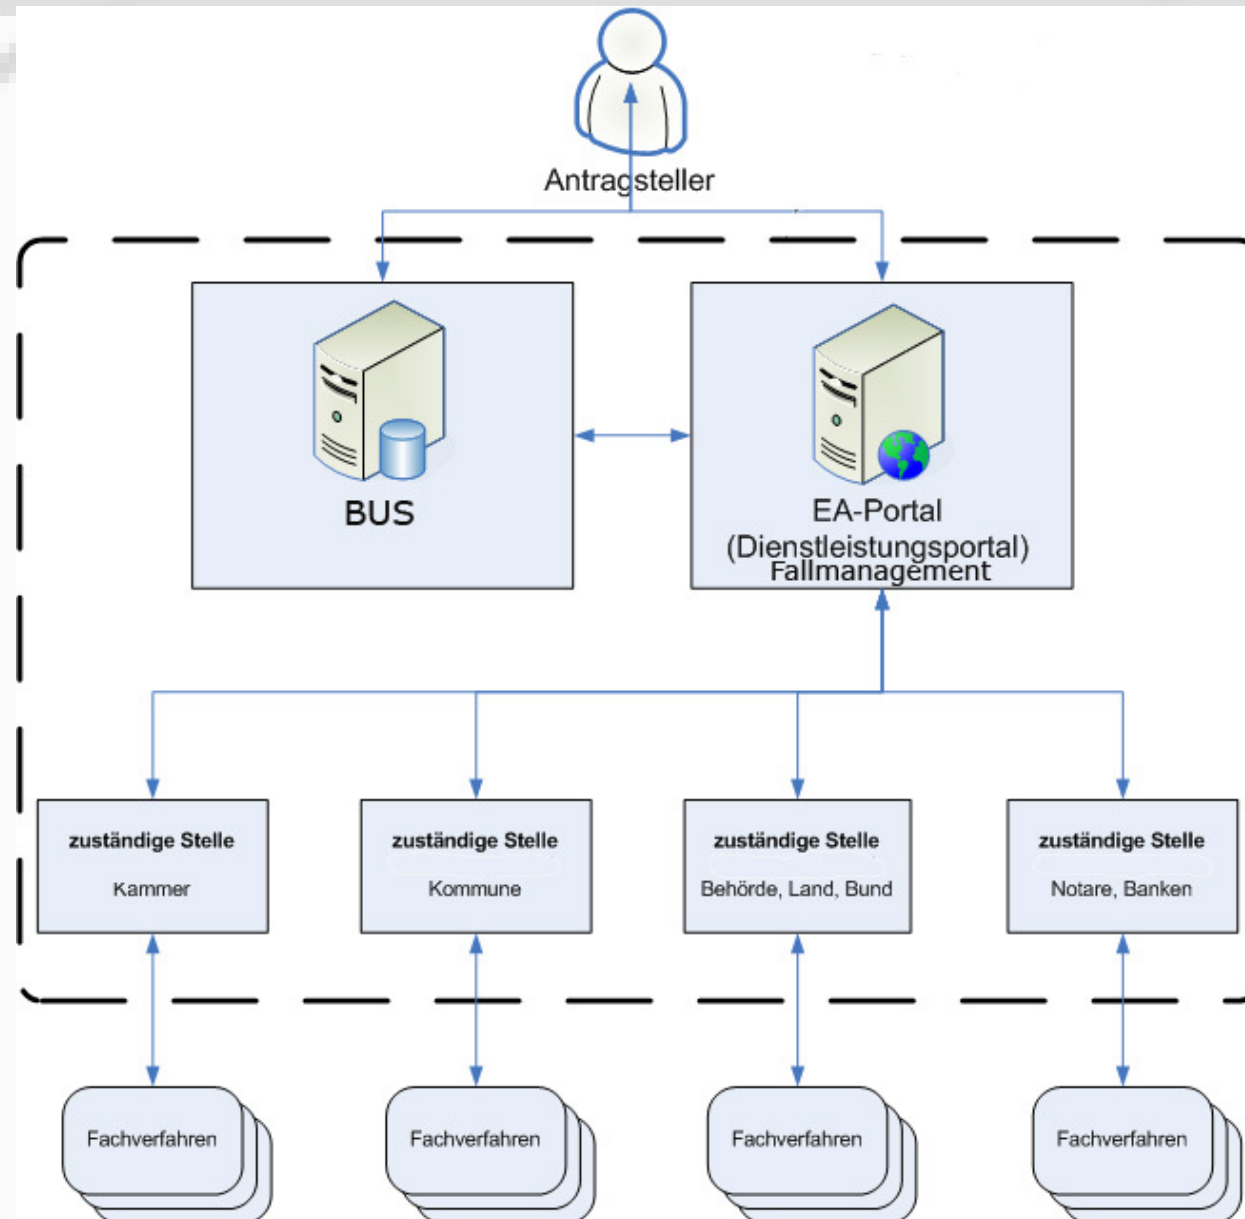 Antragsteller
BUS
EA-Portal
(Dienstleistungsportal)
Fallmanagement
zuständige Stelle
Kammer
zuständige Stelle
Kommune
zuständige Stelle
Behörde, Land, Bund
zuständige Stelle
Notare, Banken
Fachverfahren
Fachverfahren
Fachverfahren
Fachverfahren